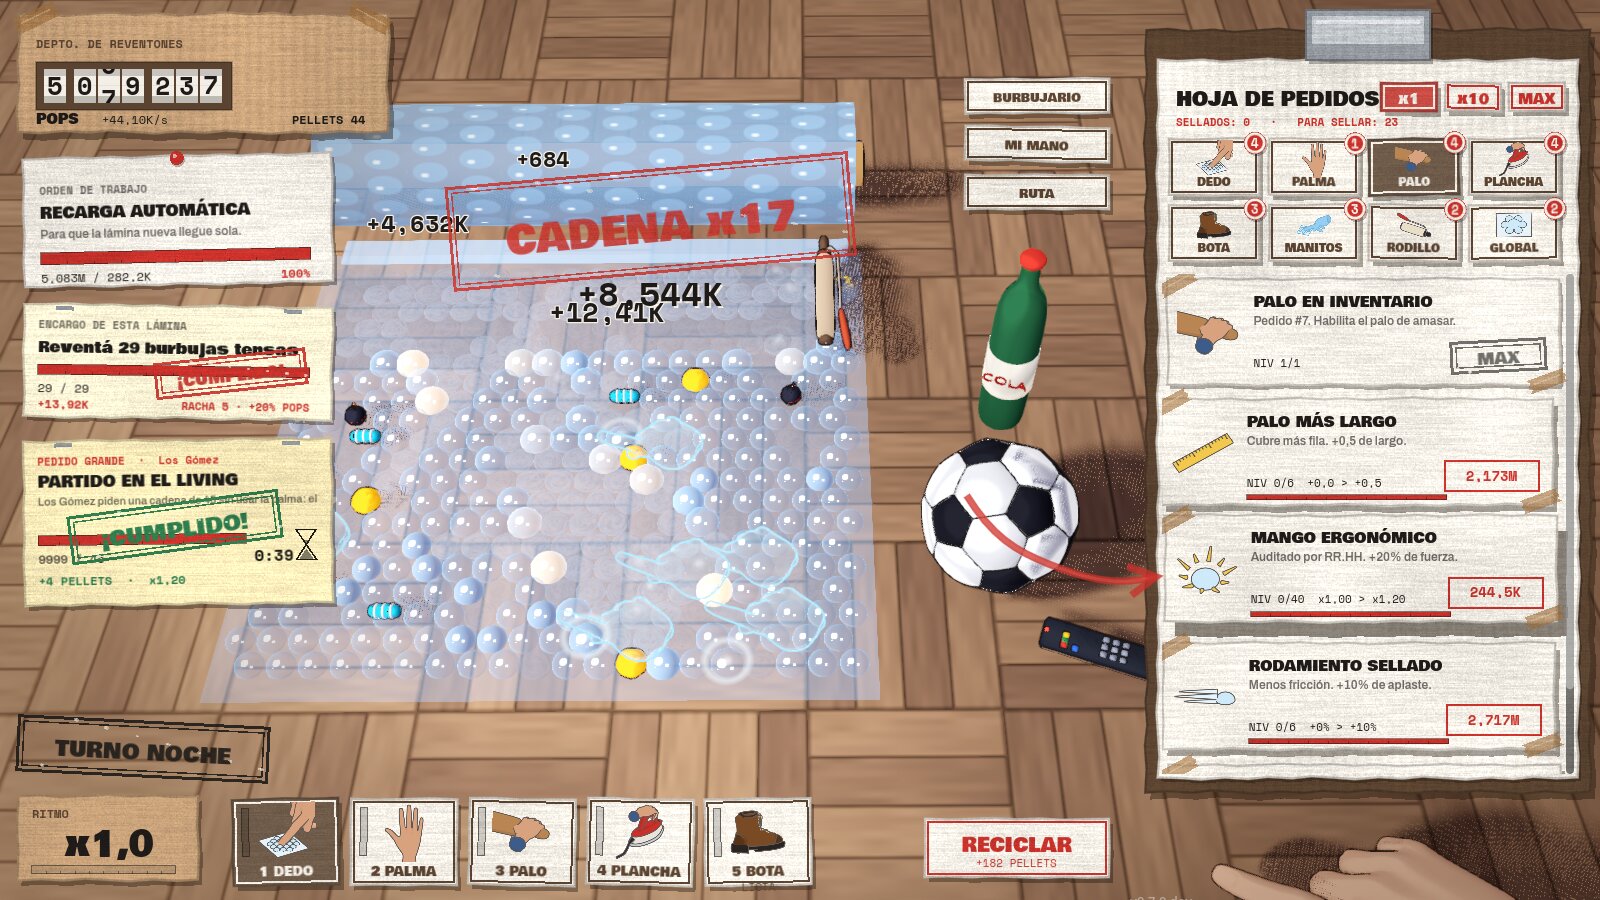 DEPTO. DE REVENTONES
POPS +44,10K/s PELLETS 44
ORDEN DE TRABAJO
RECARGA AUTOMÁTICA
Para que la lámina nueva llegue sola.
5,083M / 282.2K 100%
ENCARGO DE ESTA LÁMINA
Reventá 29 burbujas tensas
29 / 29
+13,92K RACHA 5 · +20% POPS
PEDIDO GRANDE · Los Gómez
PARTIDO EN EL LIVING
Los Gómez piden una cadena de
¡CUMPLIDO!
9999
0:39
+4 PELLETS · x1,20
TURNO NOCHE
RITMO
x1,0
+684
+4,632K
CADENA x17
+8,544K
+12,41K
COLA
BURBUJARIO
MI MANO
RUTA
1 DEDO
2 PALMA
3 PALO
4 PLANCHA
5 BOTA
RECICLAR
+182 PELLETS
HOJA DE PEDIDOS x1 x10 MAX
SELLADOS: 0 · PARA SELLAR: 23
4 1 4 4
DEDO PALMA PALO PLANCHA
3 3 2 2
BOTA MANITOS RODILLO GLOBAL
PALO EN INVENTARIO
Pedido #7. Habilita el palo de amasar.
NIV 1/1 MAX
PALO MÁS LARGO
Cubre más fila. +0,5 de largo.
NIV 0/6 +0,0 > +0,5 2,173M
MANGO ERGONÓMICO
Auditado por RR.HH. +20% de fuerza.
NIV 0/40 x1,00 > x1,20 244,5K
RODAMIENTO SELLADO
Menos fricción. +10% de aplaste.
NIV 0/6 +0% > +10% 2,717M